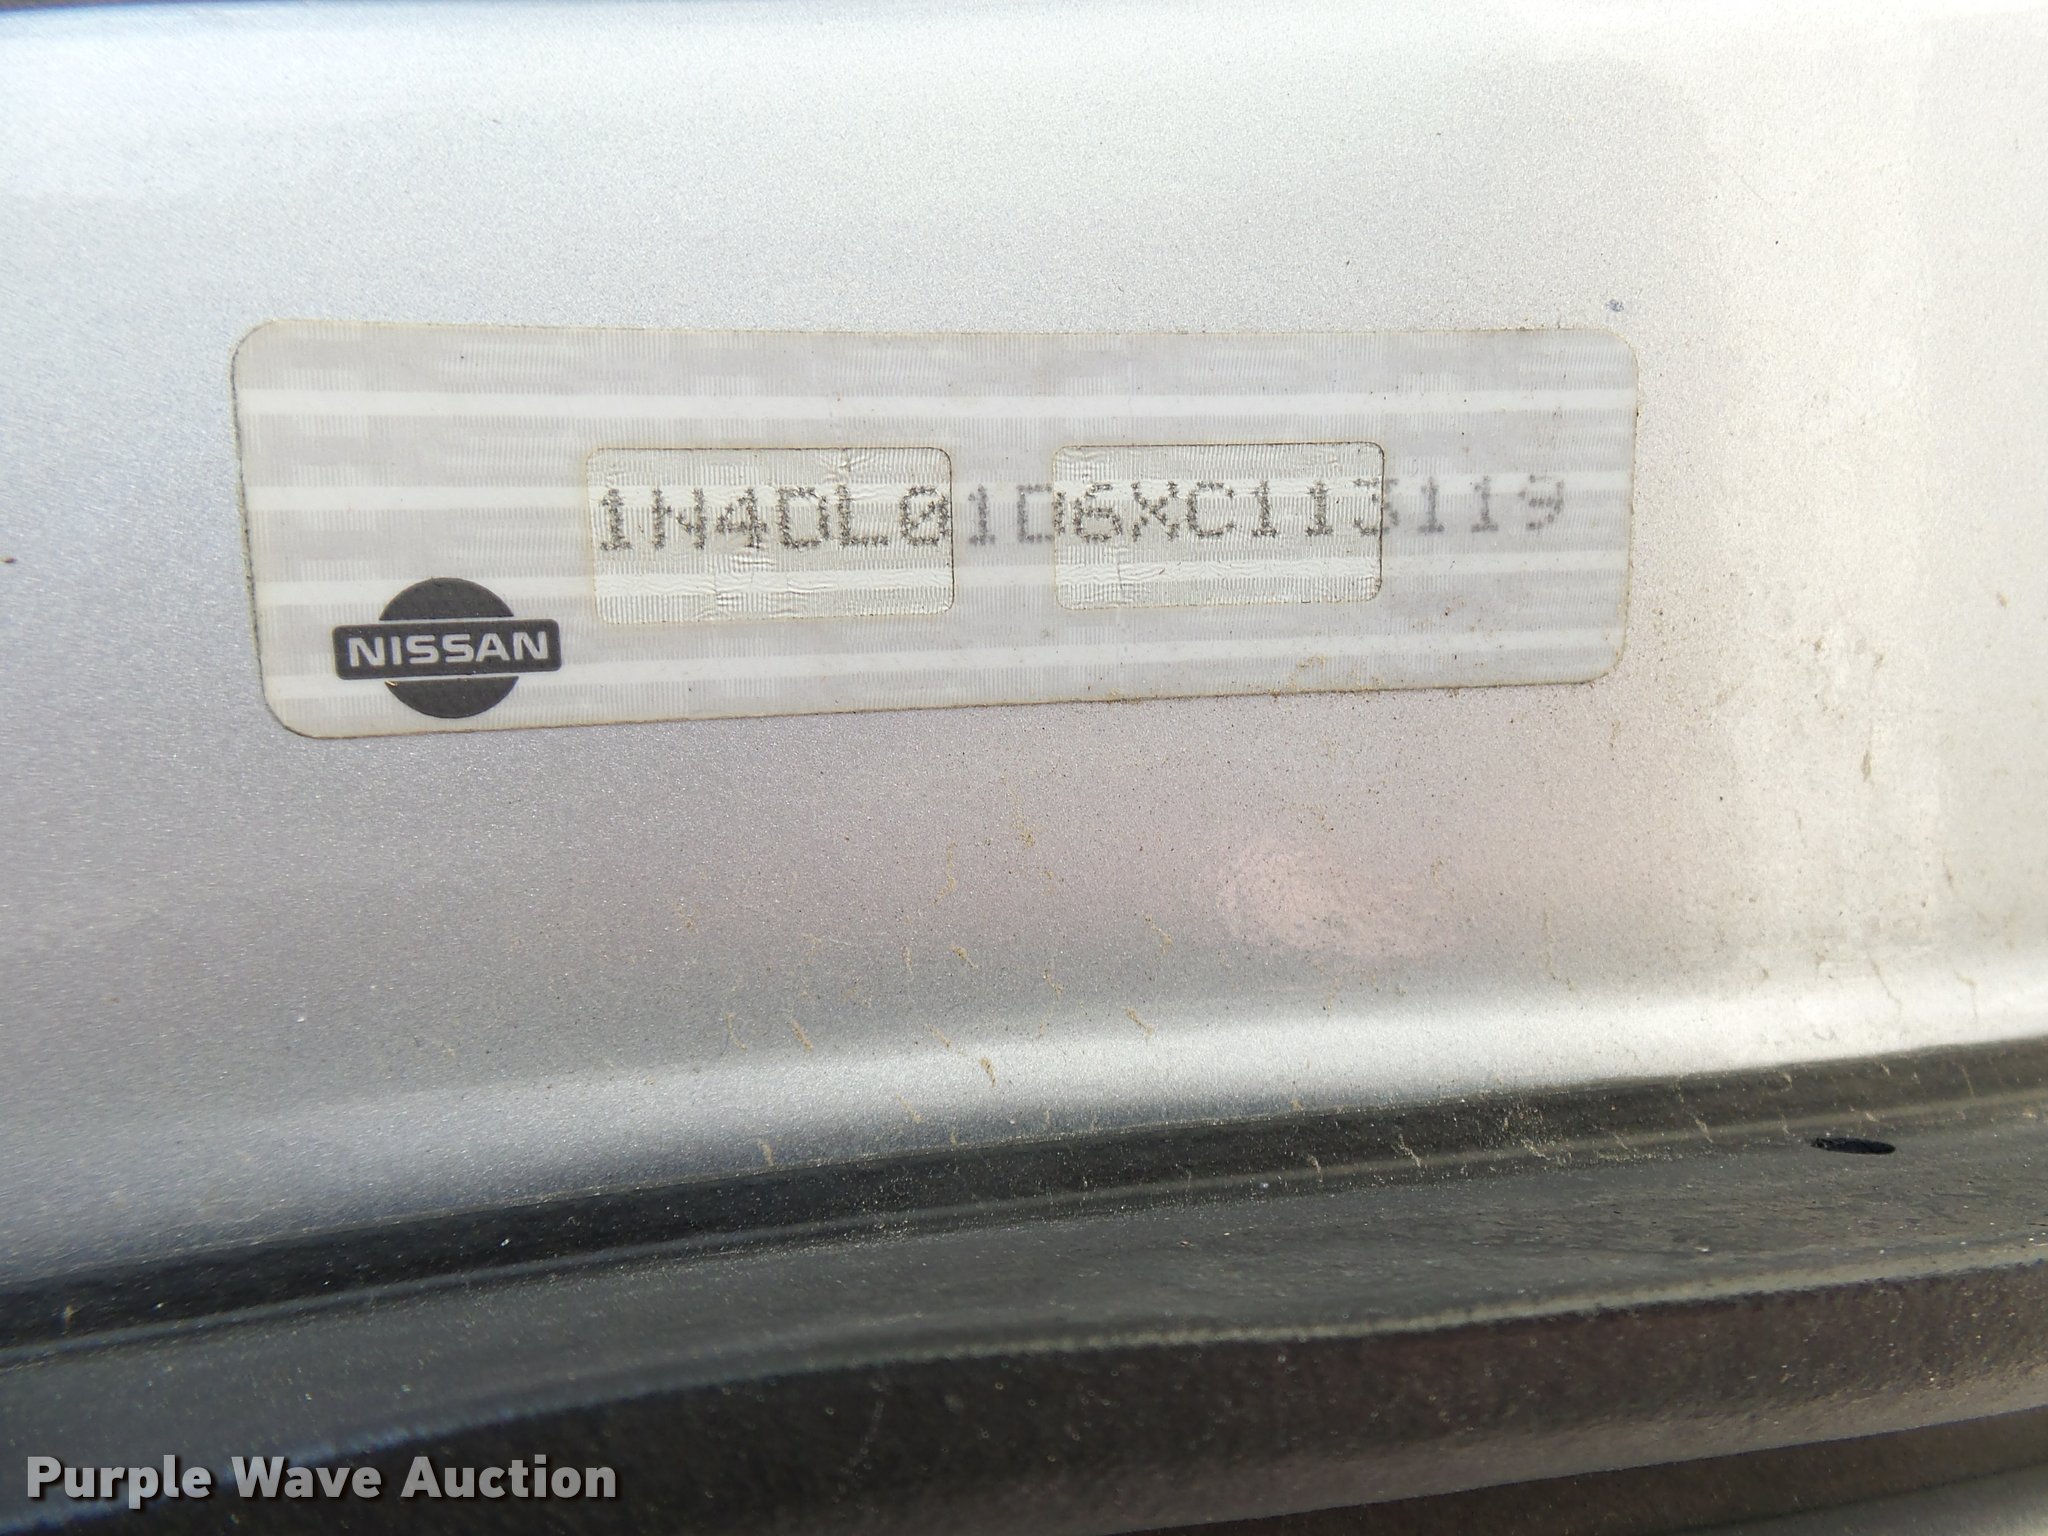 1N4DL01D6XC113119
NISSAN
Purple Wave Auction